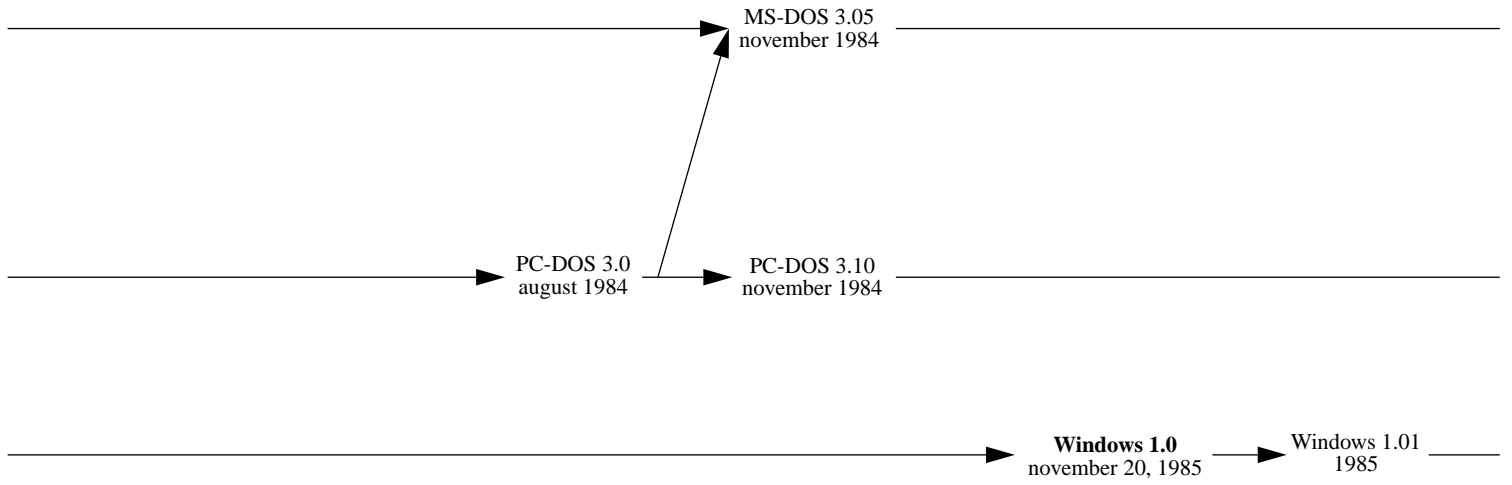 MS-DOS 3.05
november 1984
PC-DOS 3.0
august 1984
PC-DOS 3.10
november 1984
Windows 1.0
november 20, 1985
Windows 1.01
1985